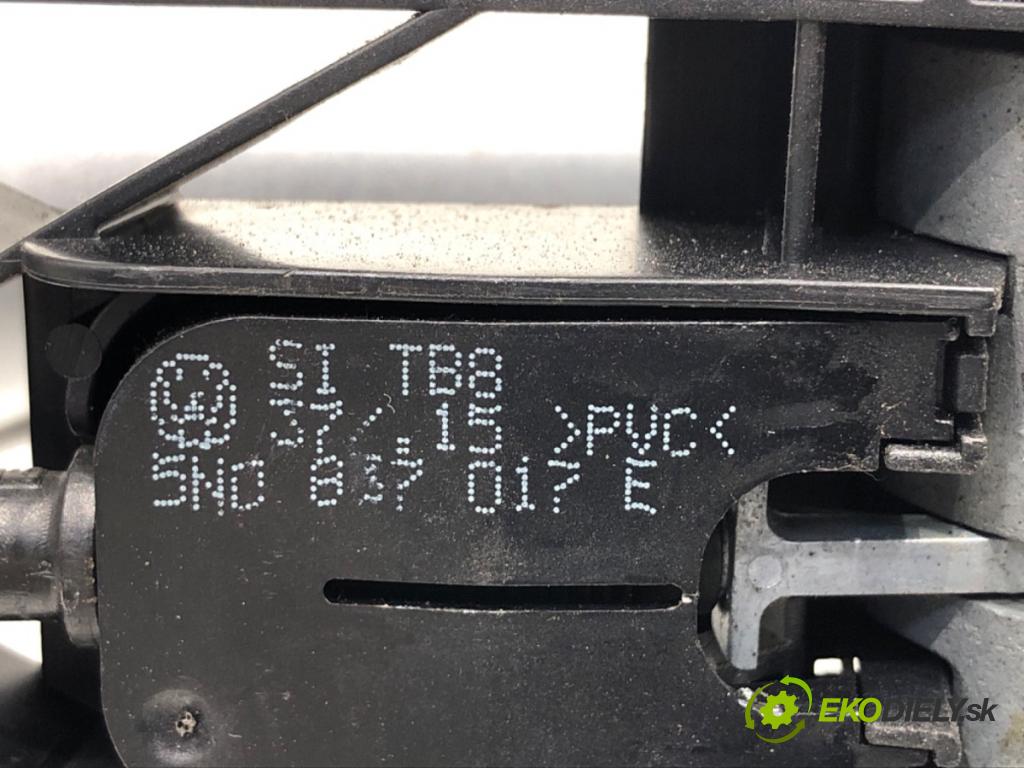 SI TB8
37 15 >PVC<
5N0 837 017 E
EKODIELY.sk